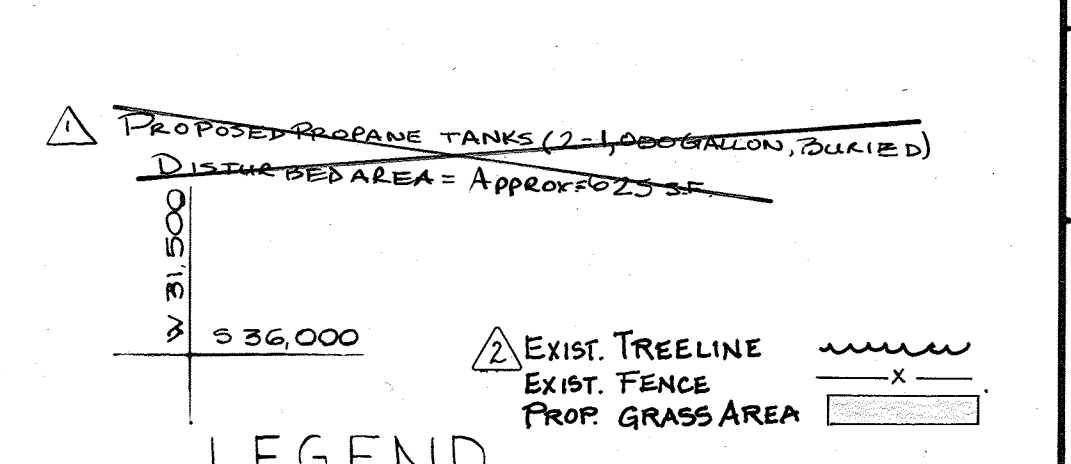 1 PROPOSED PROPANE TANKS (2-1,000 GALLON, BURIED)
DISTURBED AREA = APPROX = 625 S.F.
W 31,500
S 36,000
2 EXIST. TREELINE
EXIST. FENCE X
PROP. GRASS AREA
LEGEND